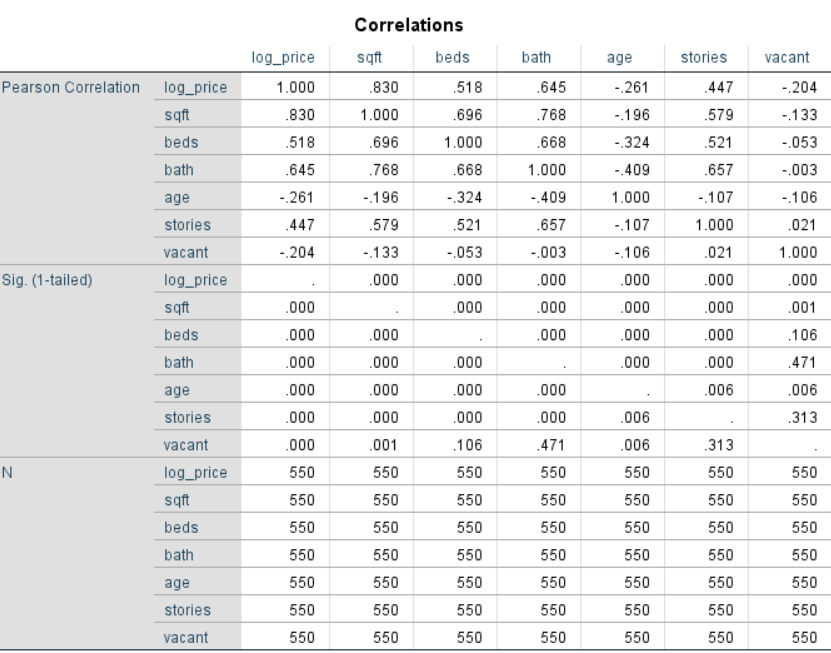 Correlations
log_price sqft beds bath age stories vacant
Pearson Correlation log_price 1.000 .830 .518 .645 -.261 .447 -.204
sqft .830 1.000 .696 .768 -.196 .579 -.133
beds .518 .696 1.000 .668 -.324 .521 -.053
bath .645 .768 .668 1.000 -.409 .657 -.003
age -.261 -.196 -.324 -.409 1.000 -.107 -.106
stories .447 .579 .521 .657 -.107 1.000 .021
vacant -.204 -.133 -.053 -.003 -.106 .021 1.000
Sig. (1-tailed) log_price . .000 .000 .000 .000 .000 .000
sqft .000 . .000 .000 .000 .000 .001
beds .000 .000 . .000 .000 .000 .106
bath .000 .000 .000 . .000 .000 .471
age .000 .000 .000 .000 . .006 .006
stories .000 .000 .000 .000 .006 . .313
vacant .000 .001 .106 .471 .006 .313 .
N log_price 550 550 550 550 550 550 550
sqft 550 550 550 550 550 550 550
beds 550 550 550 550 550 550 550
bath 550 550 550 550 550 550 550
age 550 550 550 550 550 550 550
stories 550 550 550 550 550 550 550
vacant 550 550 550 550 550 550 550